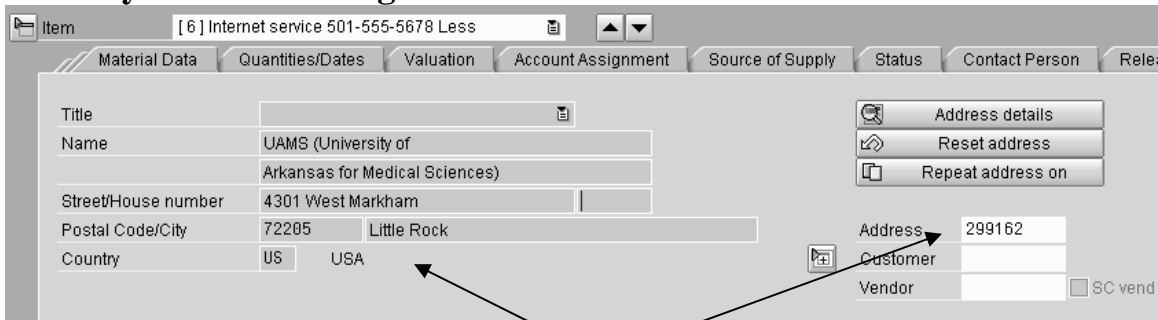 Item [ 6 ] Internet service 501-555-5678 Less
Material Data Quantities/Dates Valuation Account Assignment Source of Supply Status Contact Person
Title Address details
Name UAMS (University of Reset address
Arkansas for Medical Sciences) Repeat address on
Street/House number 4301 West Markham
Postal Code/City 72205 Little Rock Address 299162
Country US USA Customer
Vendor SC vend